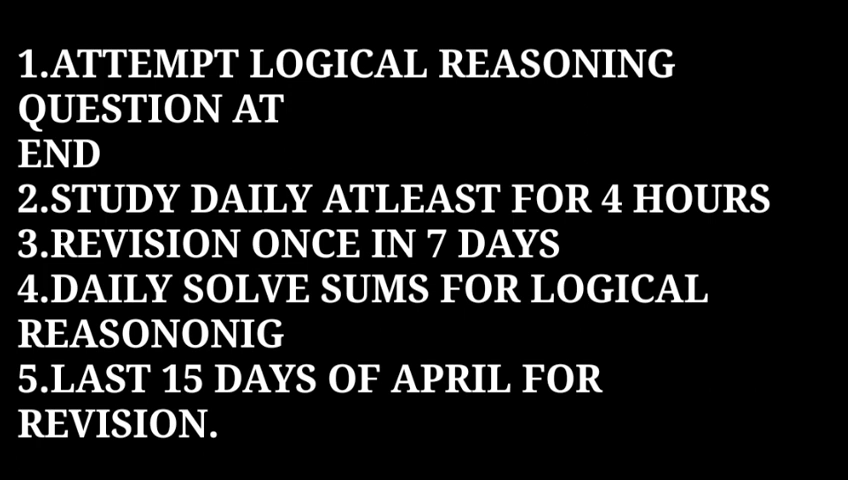 1.ATTEMPT LOGICAL REASONING
QUESTION AT
END
2.STUDY DAILY ATLEAST FOR 4 HOURS
3.REVISION ONCE IN 7 DAYS
4.DAILY SOLVE SUMS FOR LOGICAL
REASONONIG
5.LAST 15 DAYS OF APRIL FOR
REVISION.